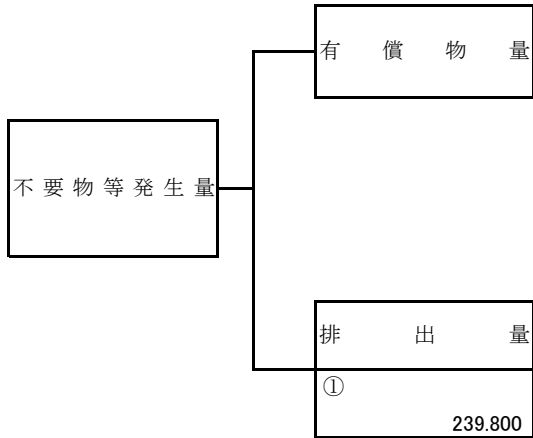 有償物量
不要物等発生量
排出量
①
239.800